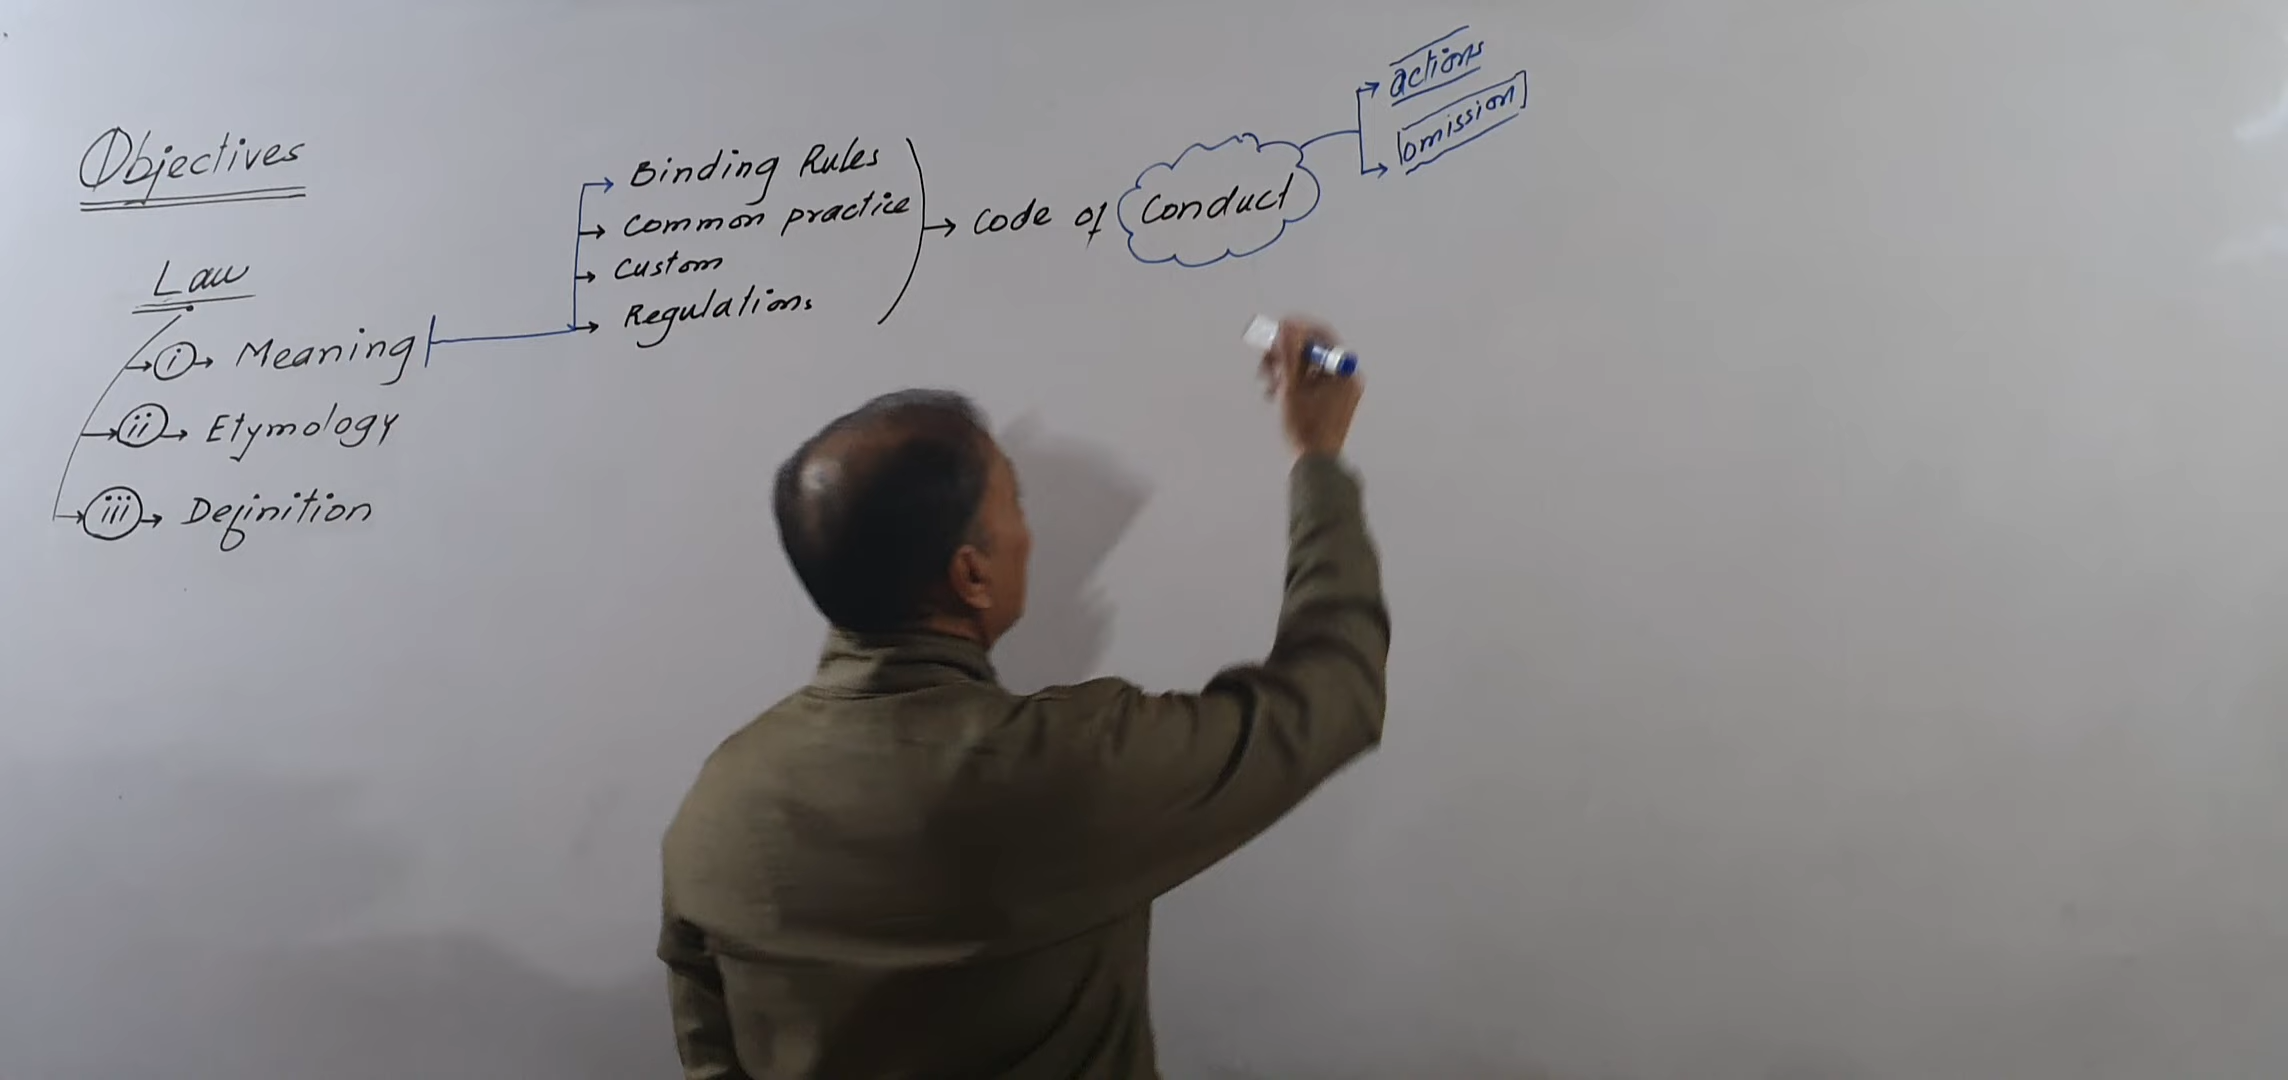 Objectives
Law
i → Meaning
ii → Etymology
iii → Definition
Binding Rules
Common practice
Custom
Regulations
→ Code of Conduct
actions
omission